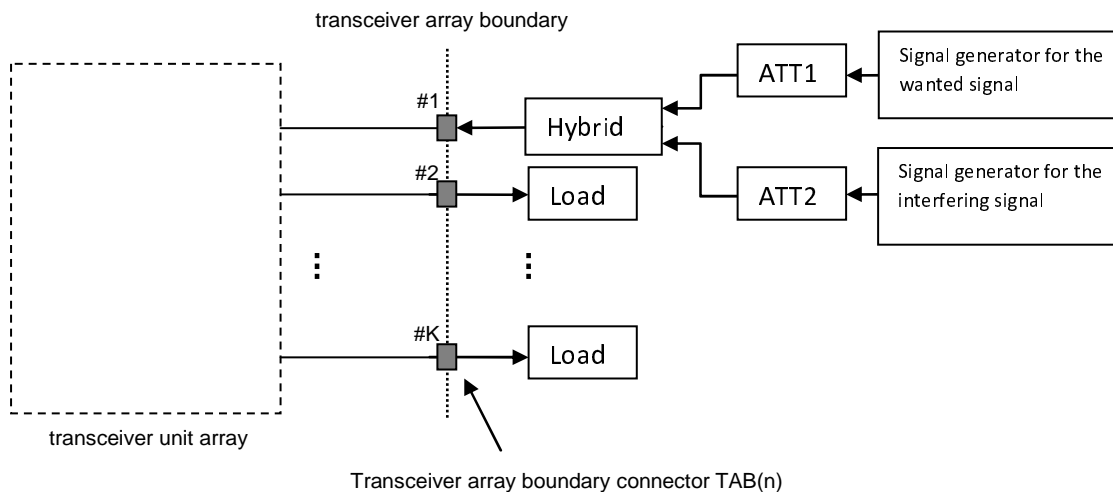 transceiver array boundary
Signal generator for the
wanted signal
ATT1
#1
Hybrid
#2
Load
ATT2
Signal generator for the
interfering signal
#K
Load
transceiver unit array
Transceiver array boundary connector TAB(n)